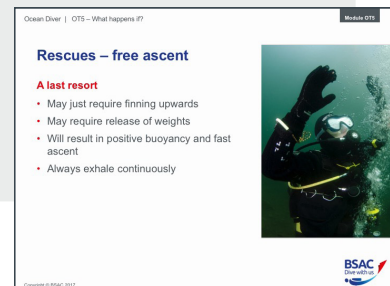 Ocean Diver | OT5 – What happens if?
Module OT5
Rescues – free ascent
A last resort
• May just require finning upwards
• May require release of weights
• Will result in positive buoyancy and fast
ascent
• Always exhale continuously
BSAC
Dive with us
Copyright © BSAC 2017